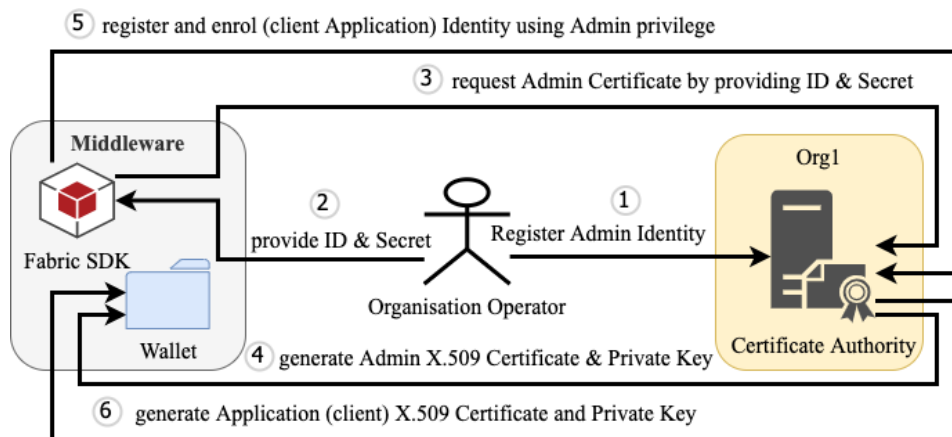 5 register and enrol (client Application) Identity using Admin privilege
3 request Admin Certificate by providing ID & Secret
Middleware
Org1
2
1
provide ID & Secret
Register Admin Identity
Fabric SDK
Organisation Operator
Wallet
Certificate Authority
4 generate Admin X.509 Certificate & Private Key
6 generate Application (client) X.509 Certificate and Private Key